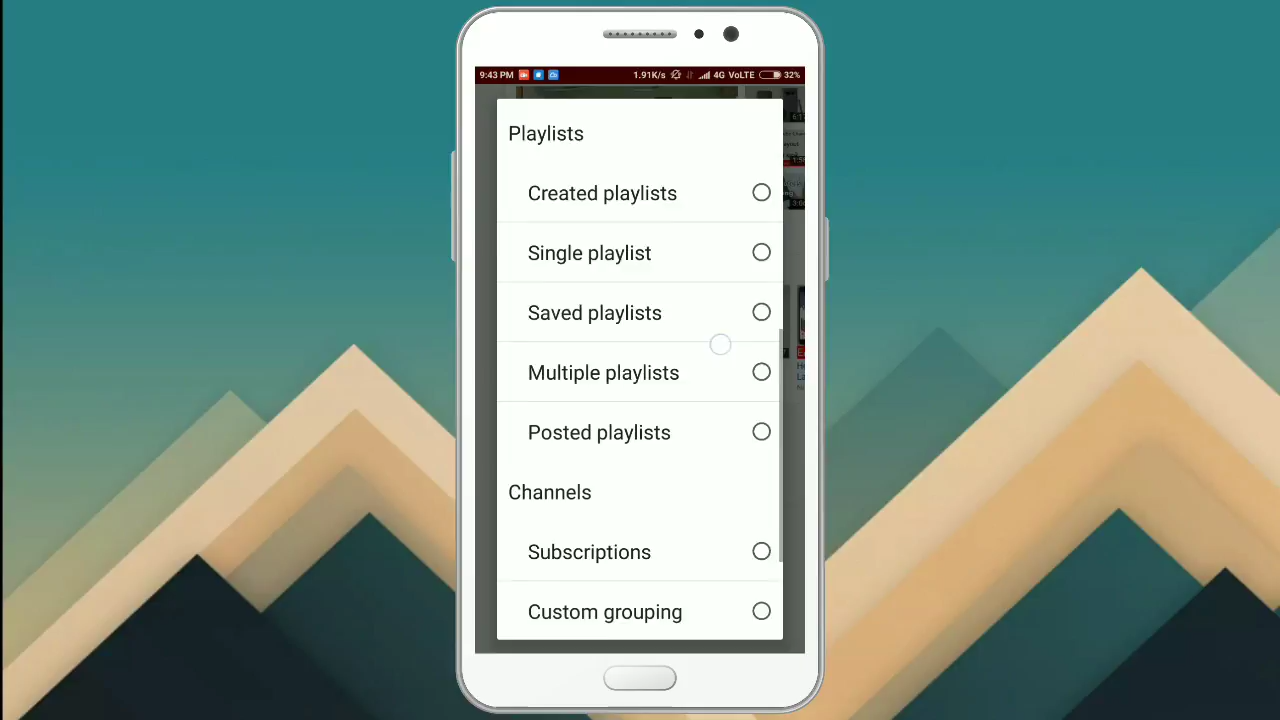 9:43 PM 1.91K/s 4G VoLTE 32%
Playlists
Created playlists
Single playlist
Saved playlists
Multiple playlists
Posted playlists
Channels
Subscriptions
Custom grouping